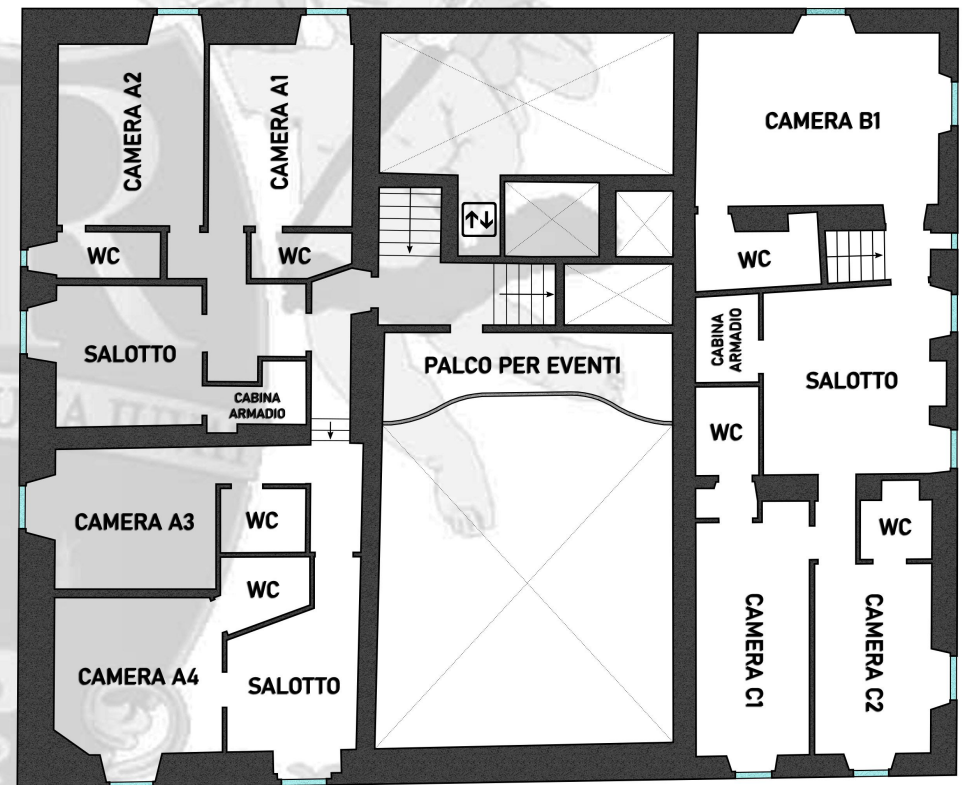 CAMERA A2
CAMERA A1
CAMERA B1
WC
WC
WC
SALOTTO
CABINA
ARMADIO
PALCO PER EVENTI
CABINA
ARMADIO
SALOTTO
WC
CAMERA A3
WC
WC
WC
CAMERA A4
SALOTTO
CAMERA C1
CAMERA C2